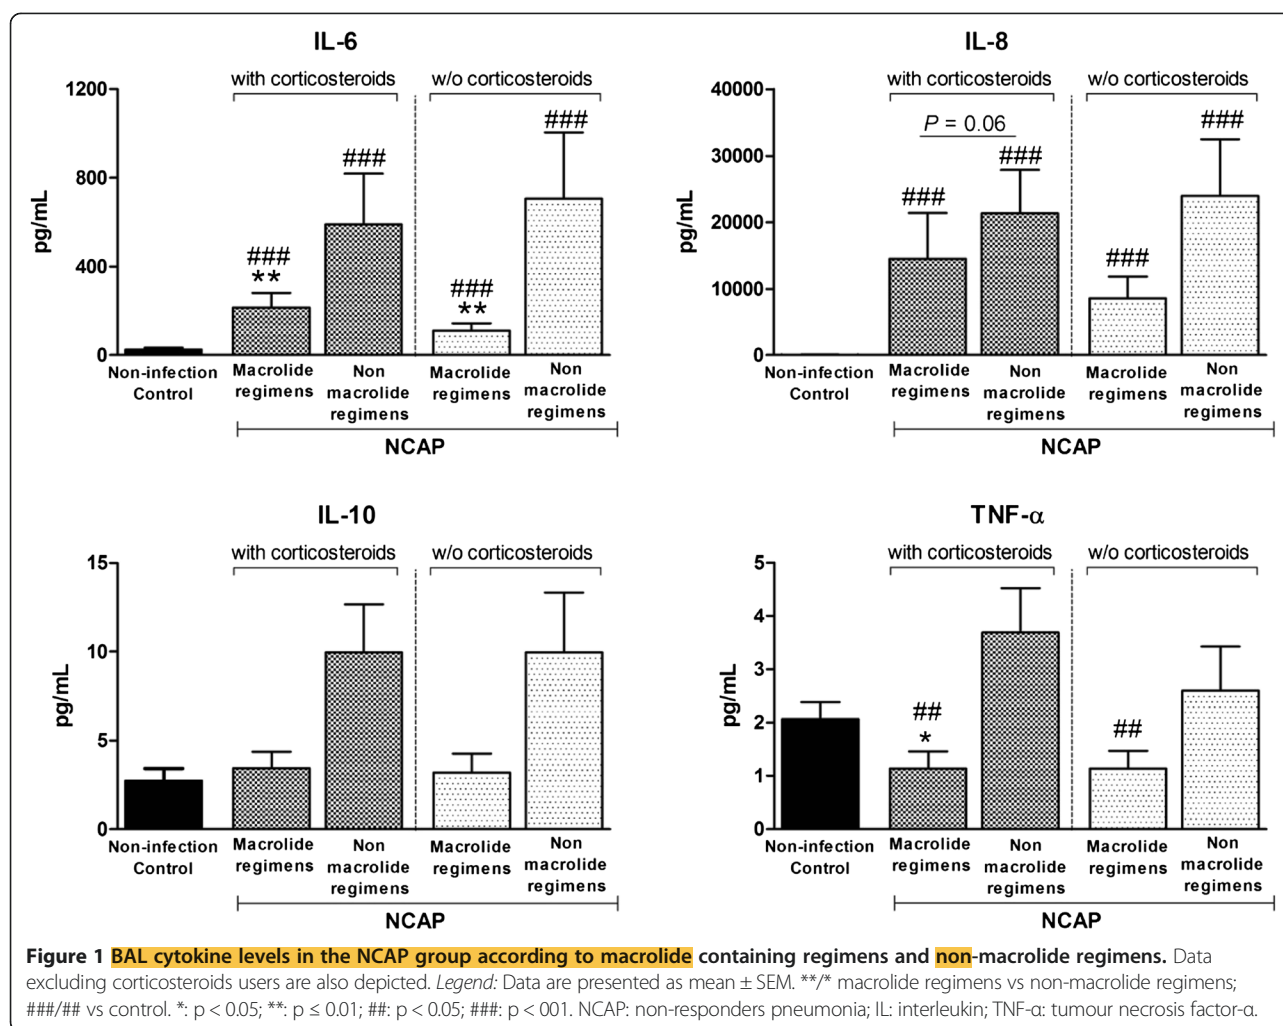 IL-6
with corticosteroids
w/o corticosteroids
1200
800
400
0
pg/mL
###
**
###
###
**
###
Non-infection
Control
Macrolide
regimens
Non
macrolide
regimens
Macrolide
regimens
Non
macrolide
regimens
NCAP
IL-8
with corticosteroids
w/o corticosteroids
40000
30000
20000
10000
0
pg/mL
P = 0.06
###
###
###
###
Non-infection
Control
Macrolide
regimens
Non
macrolide
regimens
Macrolide
regimens
Non
macrolide
regimens
NCAP
IL-10
with corticosteroids
w/o corticosteroids
15
10
5
0
pg/mL
Non-infection
Control
Macrolide
regimens
Non
macrolide
regimens
Macrolide
regimens
Non
macrolide
regimens
NCAP
TNF-α
with corticosteroids
w/o corticosteroids
5
4
3
2
1
0
pg/mL
##
*
##
Non-infection
Control
Macrolide
regimens
Non
macrolide
regimens
Macrolide
regimens
Non
macrolide
regimens
NCAP
Figure 1 BAL cytokine levels in the NCAP group according to macrolide containing regimens and non-macrolide regimens. Data
excluding corticosteroids users are also depicted. Legend: Data are presented as mean ± SEM. **/* macrolide regimens vs non-macrolide regimens;
###/## vs control. *: p < 0.05; **: p ≤ 0.01; ##: p < 0.05; ###: p < 001. NCAP: non-responders pneumonia; IL: interleukin; TNF-α: tumour necrosis factor-α.